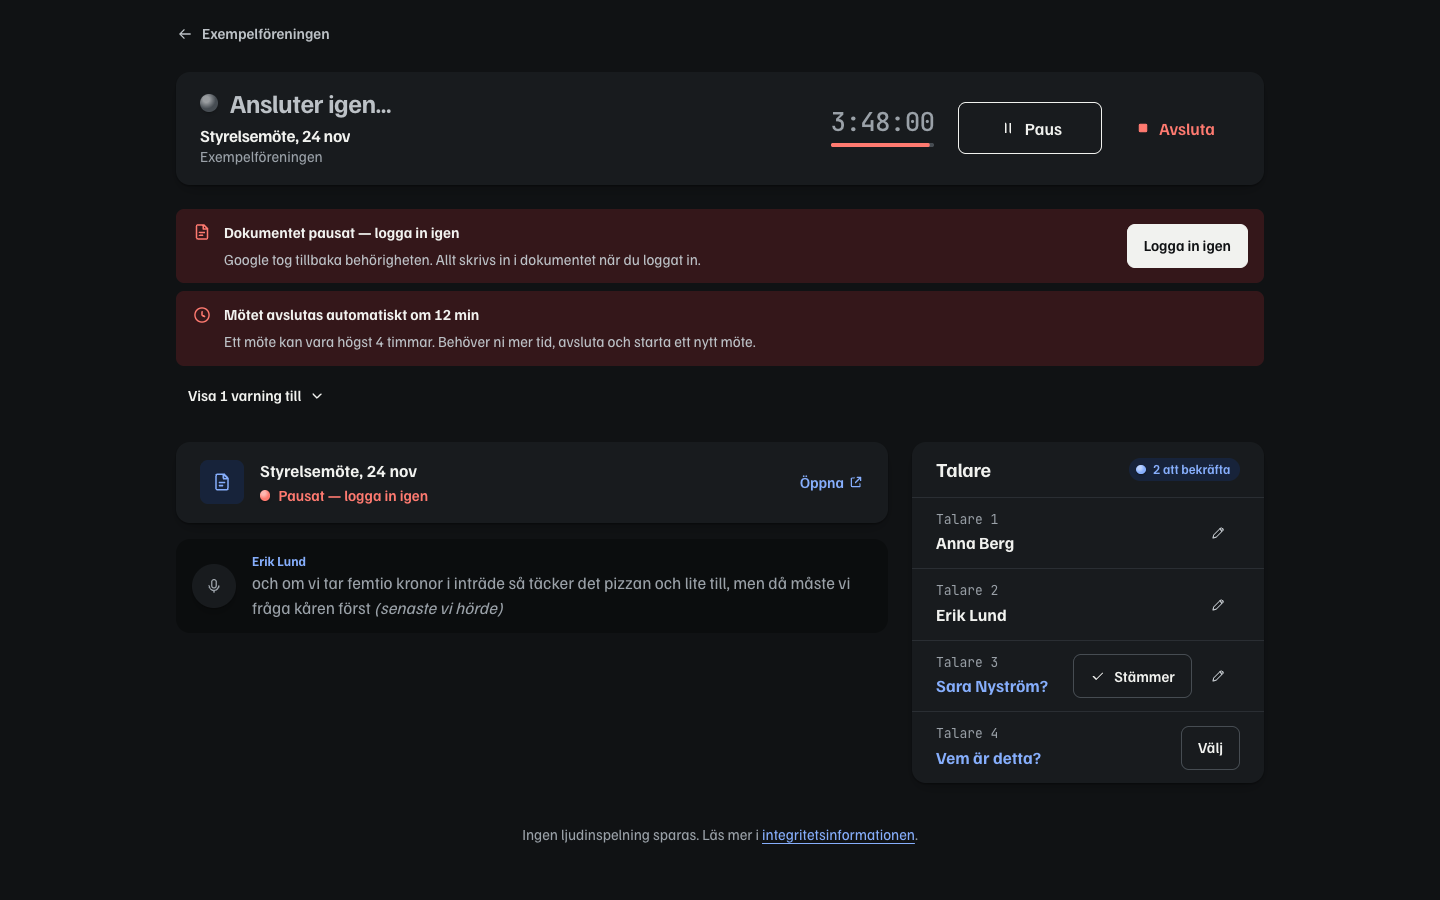 Exempelföreningen
Ansluter igen...
Styrelsemöte, 24 nov
Exempelföreningen
3:48:00
Paus
Avsluta
Dokumentet pausat — logga in igen
Google tog tillbaka behörigheten. Allt skrivs in i dokumentet när du loggat in.
Logga in igen
Mötet avslutas automatiskt om 12 min
Ett möte kan vara högst 4 timmar. Behöver ni mer tid, avsluta och starta ett nytt möte.
Visa 1 varning till
Styrelsemöte, 24 nov
Pausat — logga in igen
Öppna
Erik Lund
och om vi tar femtio kronor i inträde så täcker det pizzan och lite till, men då måste vi
fråga kåren först (senaste vi hörde)
Talare
2 att bekräfta
Talare 1
Anna Berg
Talare 2
Erik Lund
Talare 3
Sara Nyström?
Stämmer
Talare 4
Vem är detta?
Välj
Ingen ljudinspelning sparas. Läs mer i integritetsinformationen.